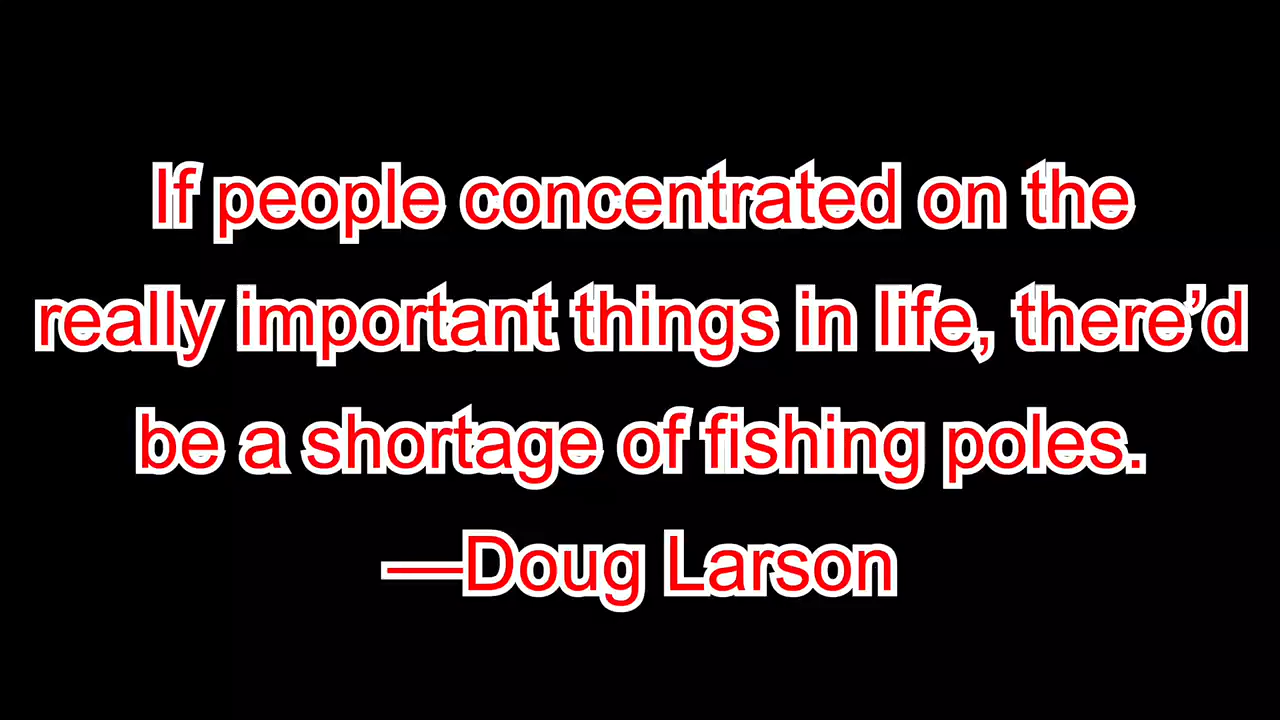 If people concentrated on the
really important things in life, there’d
be a shortage of fishing poles.
—Doug Larson